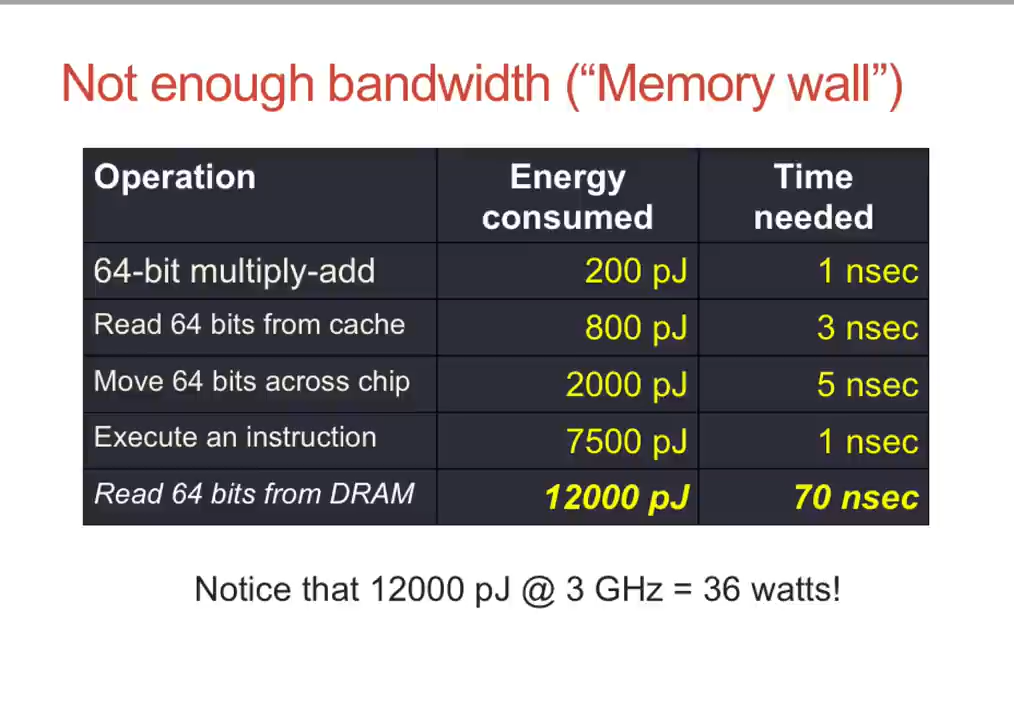 Not enough bandwidth (“Memory wall”)
Operation Energy consumed Time needed
64-bit multiply-add 200 pJ 1 nsec
Read 64 bits from cache 800 pJ 3 nsec
Move 64 bits across chip 2000 pJ 5 nsec
Execute an instruction 7500 pJ 1 nsec
Read 64 bits from DRAM 12000 pJ 70 nsec
Notice that 12000 pJ @ 3 GHz = 36 watts!